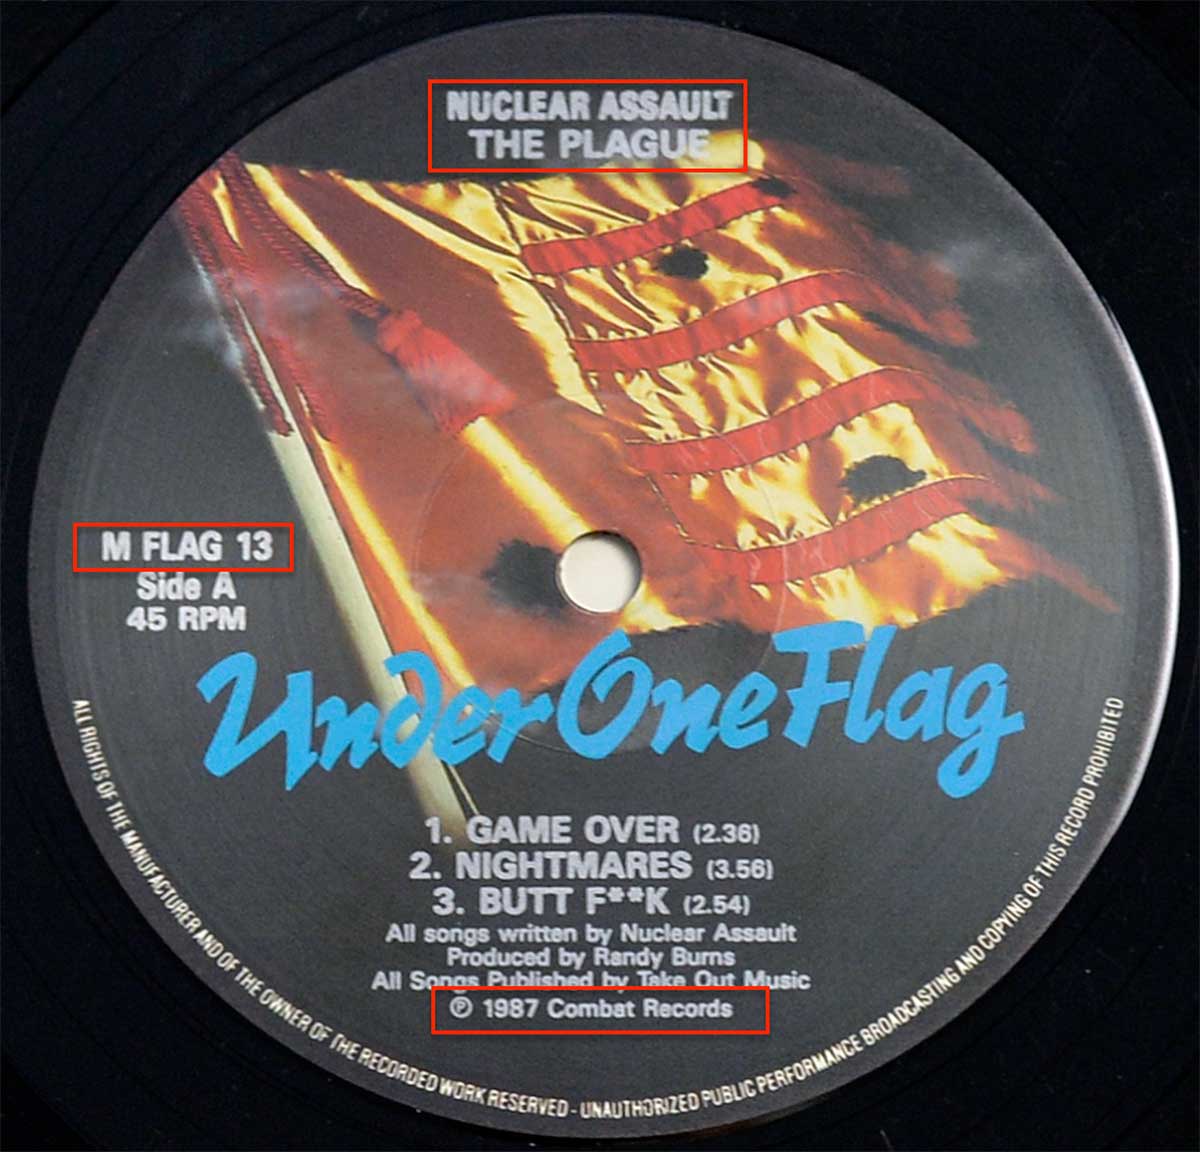 NUCLEAR ASSAULT
THE PLAGUE
M FLAG 13
Side A
45 RPM
Under One Flag
1. GAME OVER (2.36)
2. NIGHTMARES (3.56)
3. BUTT F**K (2.54)
All songs written by Nuclear Assault
Produced by Randy Burns
All Songs Published by Take Out Music
℗ 1987 Combat Records
ALL RIGHTS OF THE MANUFACTURER AND OF THE OWNER OF THE RECORDED WORK RESERVED - UNAUTHORIZED PUBLIC PERFORMANCE BROADCASTING AND COPYING OF THIS RECORD PROHIBITED